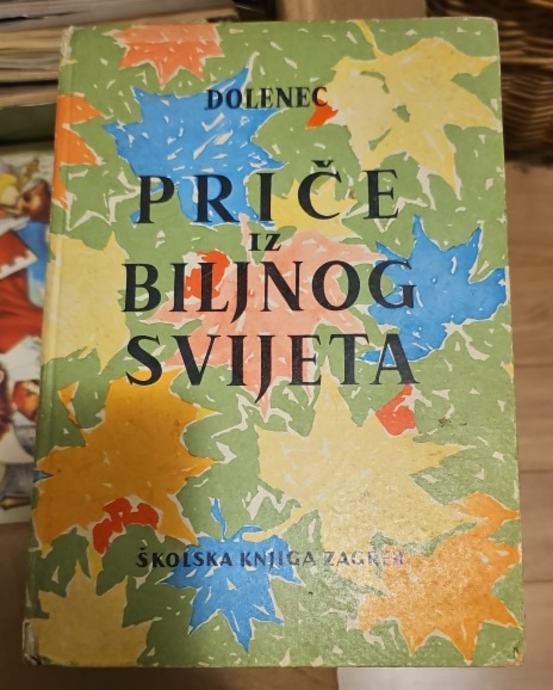 DOLENEC
PRIČE
IZ
BILJNOG
SVIJETA
ŠKOLSKA KNJIGA ZAGREB